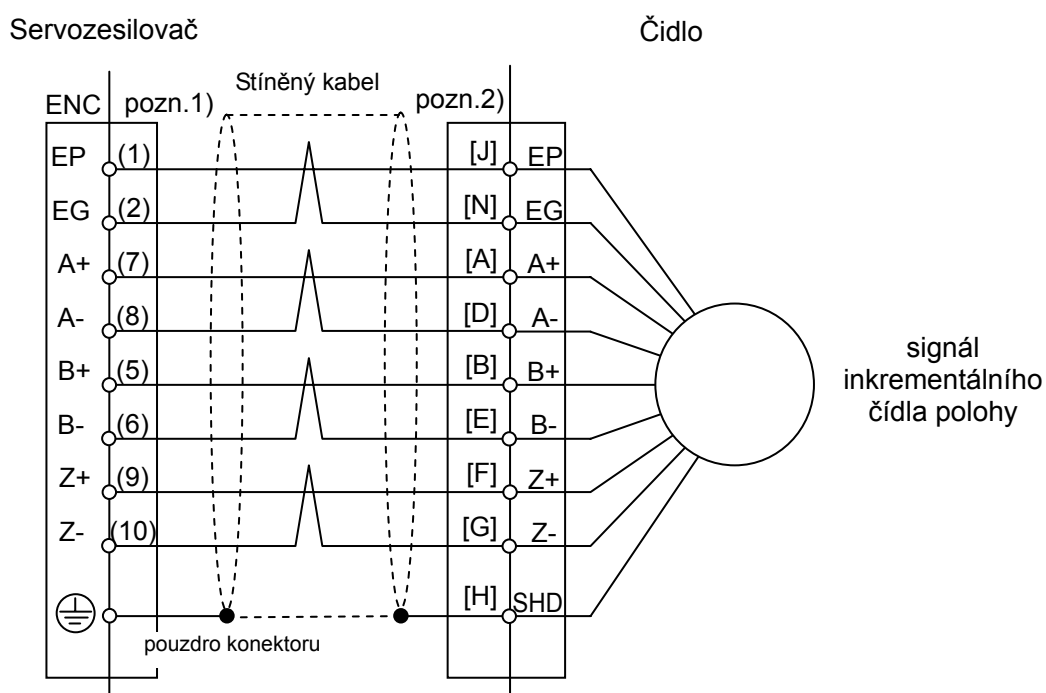 Servozesilovač
Čidlo
Stíněný kabel
ENC pozn.1) pozn.2)
EP (1) [J] EP
EG (2) [N] EG
A+ (7) [A] A+
A- (8) [D] A-
B+ (5) [B] B+
B- (6) [E] B-
Z+ (9) [F] Z+
Z- (10) [G] Z-
[H] SHD
pouzdro konektoru
signál
inkrementálního
čídla polohy